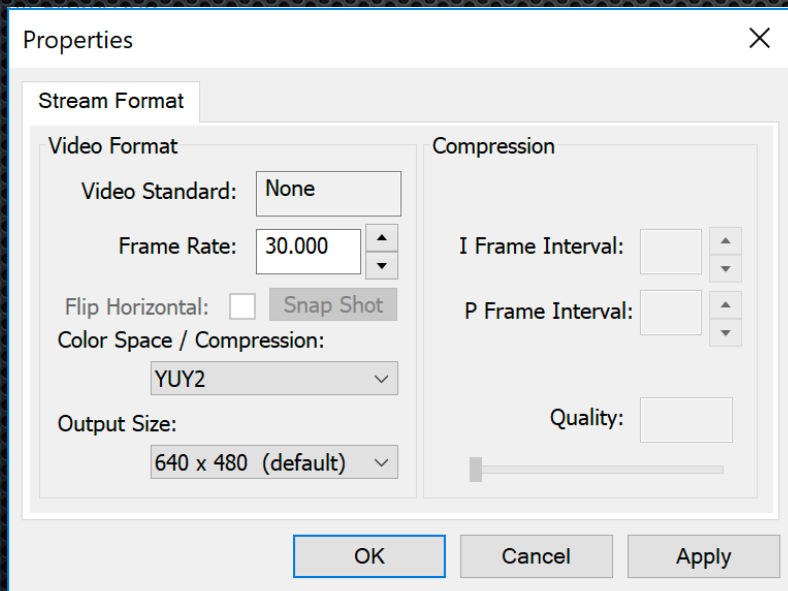 Properties
Stream Format
Video Format
Video Standard: None
Frame Rate: 30.000
Flip Horizontal: Snap Shot
Color Space / Compression:
YUY2
Output Size:
640 x 480 (default)
Compression
I Frame Interval:
P Frame Interval:
Quality:
OK Cancel Apply